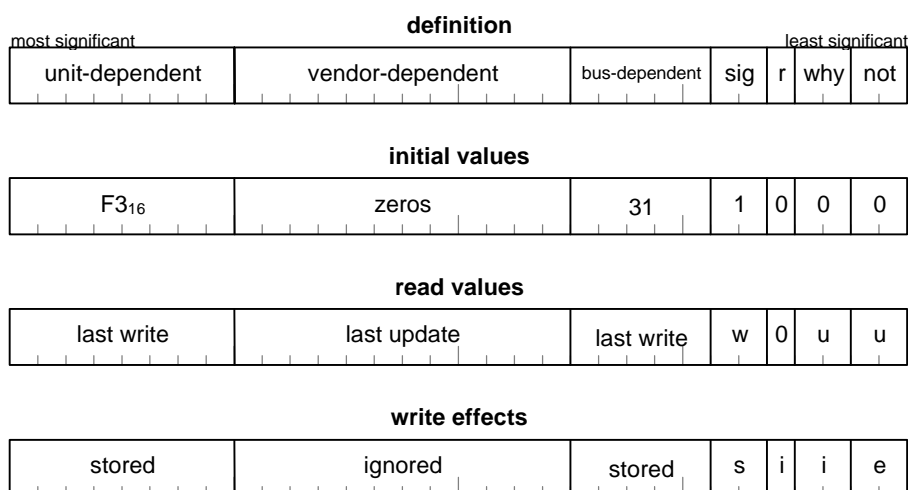 definition
most significant least significant
unit-dependent vendor-dependent bus-dependent sig r why not
initial values
F3₁₆ zeros 31 1 0 0 0
read values
last write last update last write w 0 u u
write effects
stored ignored stored s i i e